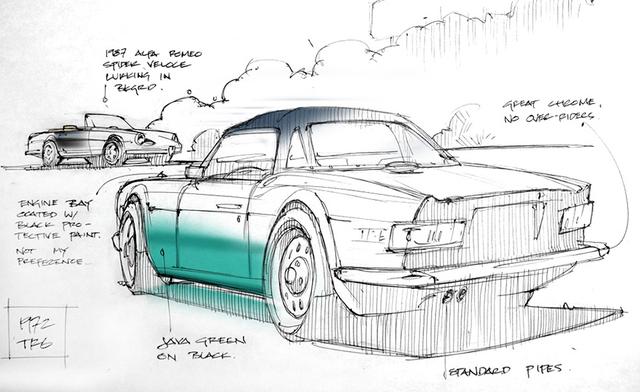 1987 ALFA ROMEO
SPIDER VELOCE
LURKING IN
BKGRD.
GREAT CHROME,
NO OVER-RIDERS
ENGINE BAY
COATED W/
BLACK PRO-
TECTIVE PAINT.
NOT MY
PREFERENCE...
TR6
1972
TR6
JAVA GREEN
ON BLACK.
STANDARD PIPES.